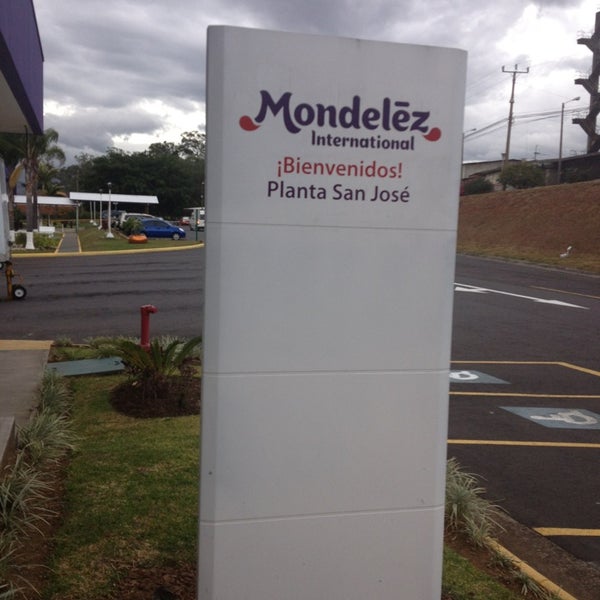 Mondelēz
International
¡Bienvenidos!
Planta San José